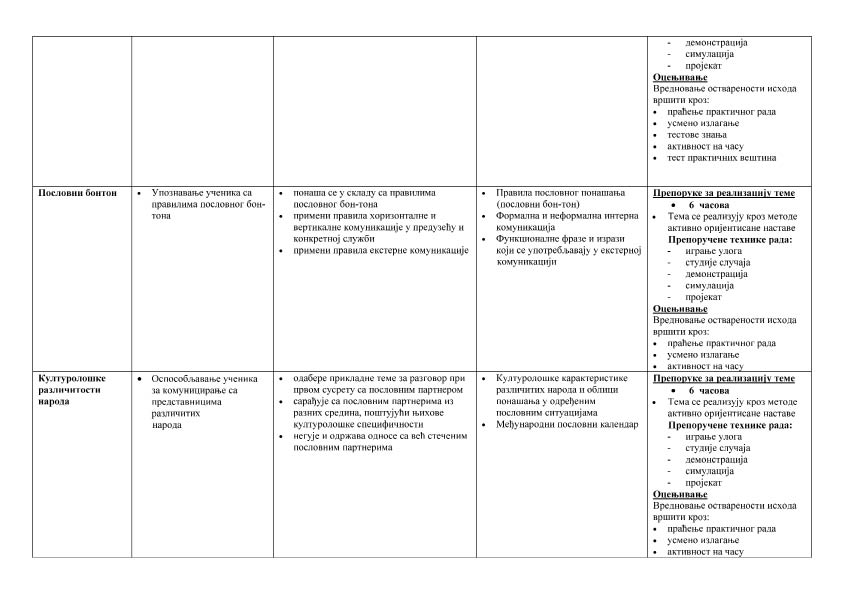 - демонстрација
- симулација
- пројекат
Оцењивање
Вредновање остварености исхода
вршити кроз:
• праћење практичног рада
• усмено излагање
• тестове знања
• активност на часу
• тест практичних вештина
Пословни бонтон
• Упознавање ученика са
правилима пословног бон-
тона
• понаша се у складу са правилима
пословног бон-тона
• примени правила хоризонталне и
вертикалне комуникације у предузећу и
конкретној служби
• примени правила екстерне комуникације
• Правила пословног понашања
(пословни бон-тон)
• Формална и неформална интерна
комуникација
• Функционалне фразе и изрази
који се употребљавају у екстерној
комуникацији
Препоруке за реализацију теме
• 6 часова
• Тема се реализују кроз методе
активно оријентисане наставе
Препоручене технике рада:
- играње улога
- студије случаја
- демонстрација
- симулација
- пројекат
Оцењивање
Вредновање остварености исхода
вршити кроз:
• праћење практичног рада
• усмено излагање
• активност на часу
Културолошке
различитости
народа
• Оспособљавање ученика
за комуницирање са
представницима
различитих
народа
• одабере прикладне теме за разговор при
првом сусрету са пословним партнером
• сарађује са пословним партнерима из
разних средина, поштујући њихове
културолошке специфичности
• негује и одржава односе са већ стеченим
пословним партнерима
• Културолошке карактеристике
различитих народа и облици
понашања у одређеним
пословним ситуацијама
• Међународни пословни календар
Препоруке за реализацију теме
• 6 часова
• Тема се реализују кроз методе
активно оријентисане наставе
Препоручене технике рада:
- играње улога
- студије случаја
- демонстрација
- симулација
- пројекат
Оцењивање
Вредновање остварености исхода
вршити кроз:
• праћење практичног рада
• усмено излагање
• активност на часу